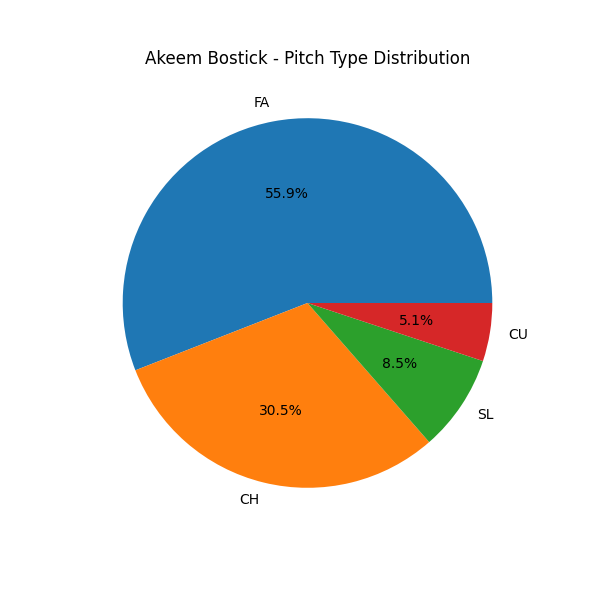 Akeem Bostick - Pitch Type Distribution
FA
55.9%
5.1%
CU
8.5%
30.5%
SL
CH